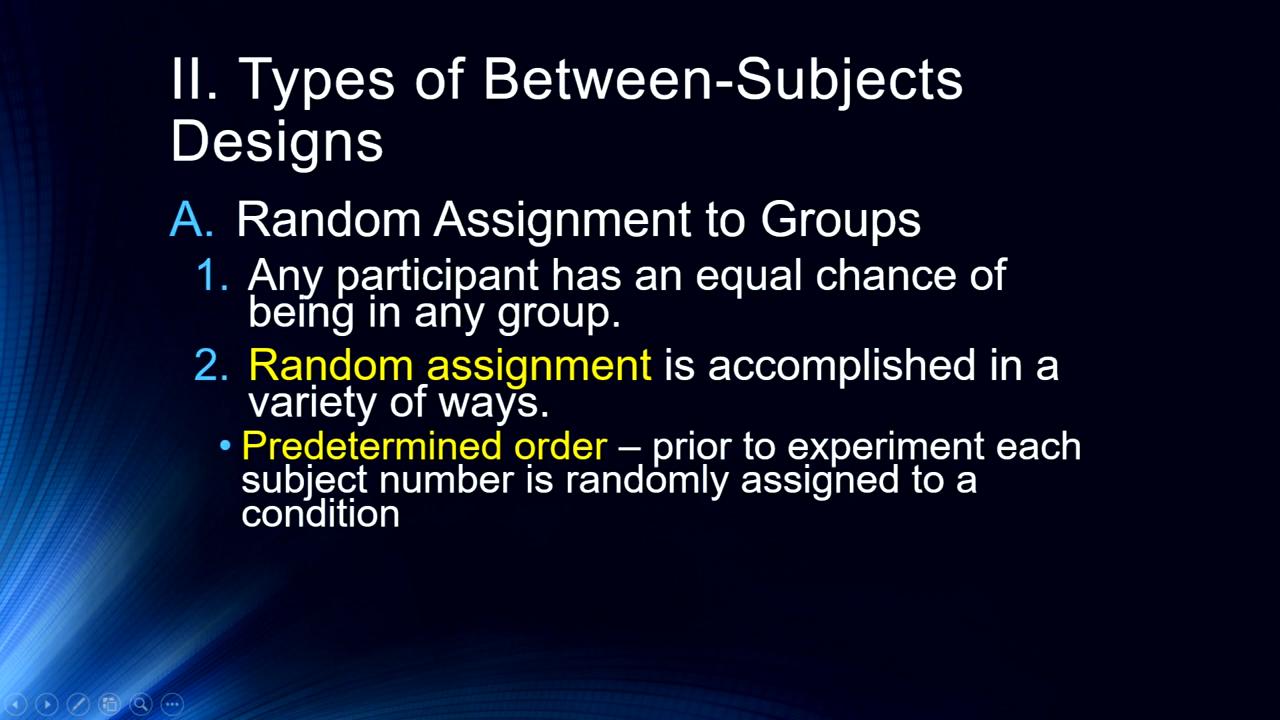 II. Types of Between-Subjects
Designs
A. Random Assignment to Groups
1. Any participant has an equal chance of
being in any group.
2. Random assignment is accomplished in a
variety of ways.
• Predetermined order – prior to experiment each
subject number is randomly assigned to a
condition